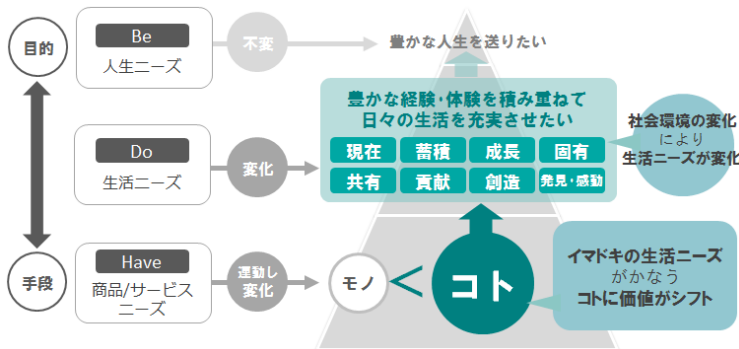 目的
Be
人生ニーズ
不変
豊かな人生を送りたい
豊かな経験・体験を積み重ねて
日々の生活を充実させたい
現在
蓄積
成長
固有
共有
貢献
創造
発見・感動
社会環境の変化
により
生活ニーズが変化
Do
生活ニーズ
変化
手段
Have
商品/サービス
ニーズ
運動し
変化
モノ
<
コト
イマドキの生活ニーズ
がかなう
コトに価値がシフト